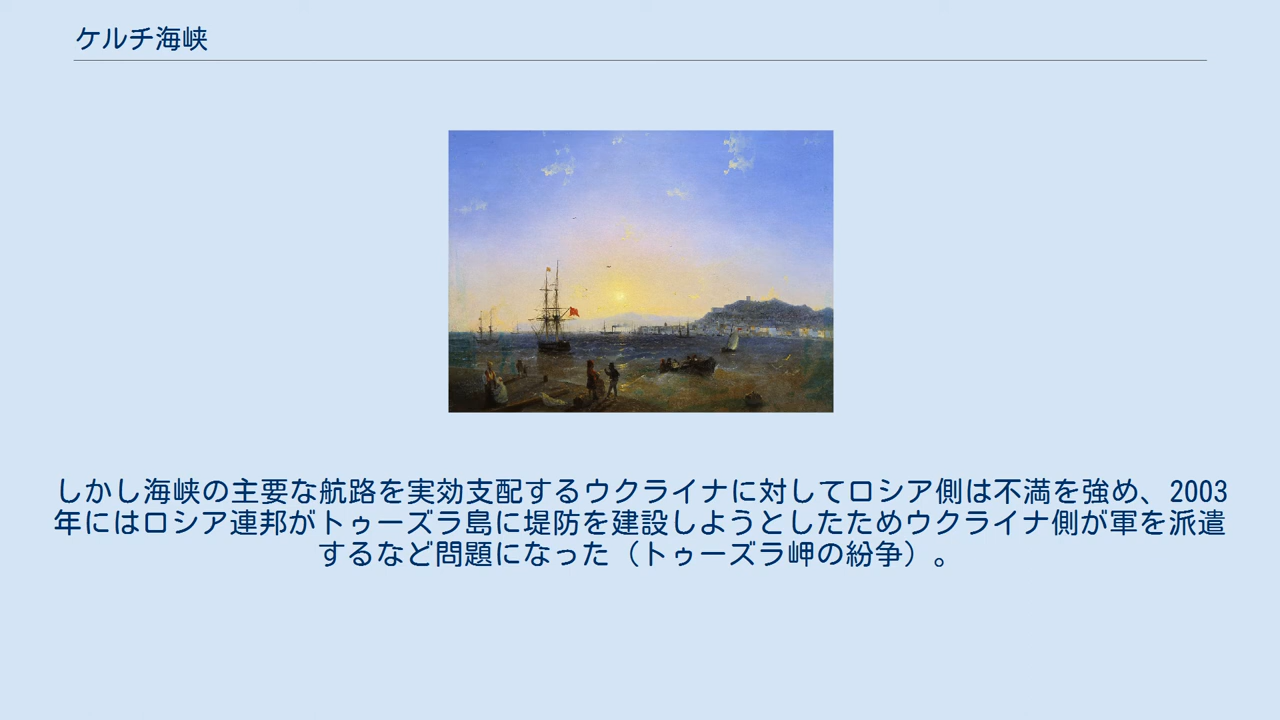 ケルチ海峡
しかし海峡の主要な航路を実効支配するウクライナに対してロシア側は不満を強め、2003
年にはロシア連邦がトゥーズラ島に堤防を建設しようとしたためウクライナ側が軍を派遣
するなど問題になった（トゥーズラ岬の紛争）。